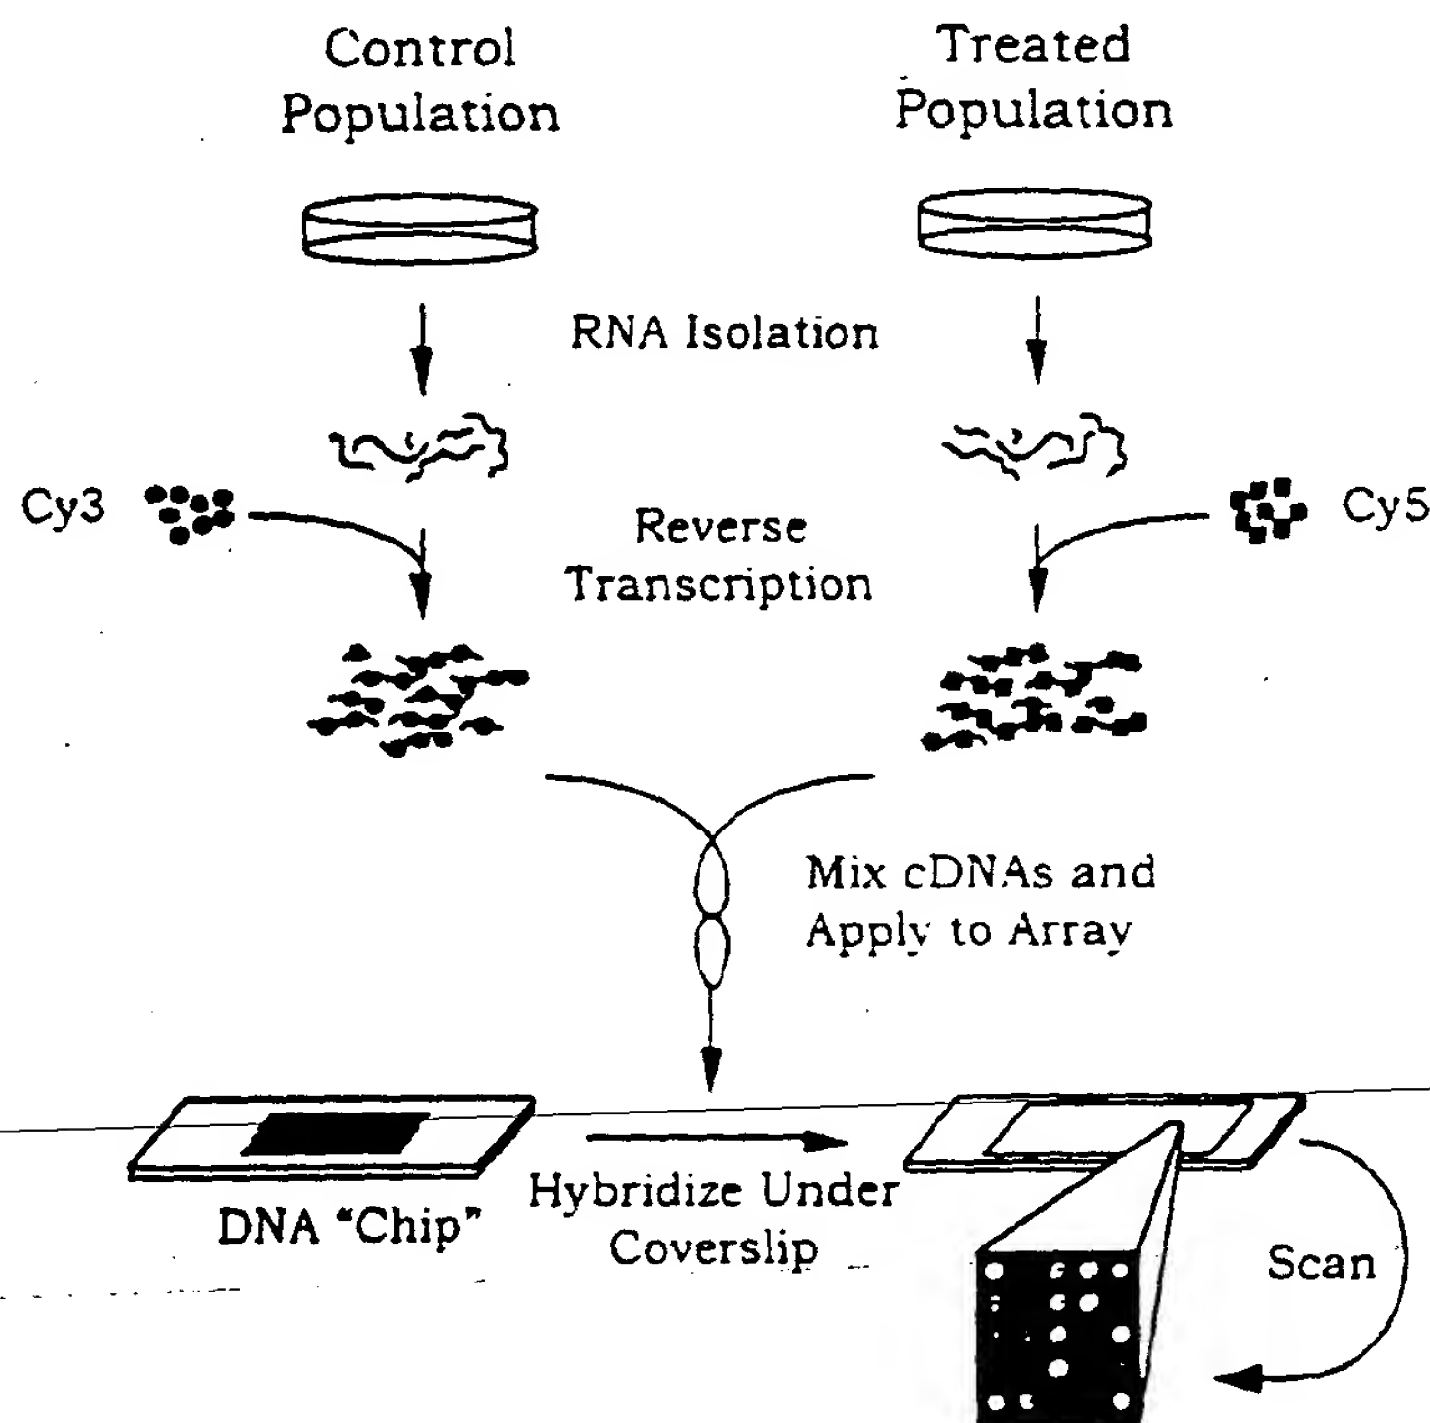 Control
Population
Treated
Population
RNA Isolation
Cy3
Cy5
Reverse
Transcription
Mix cDNAs and
Apply to Array
DNA “Chip”
Hybridize Under
Coverslip
Scan